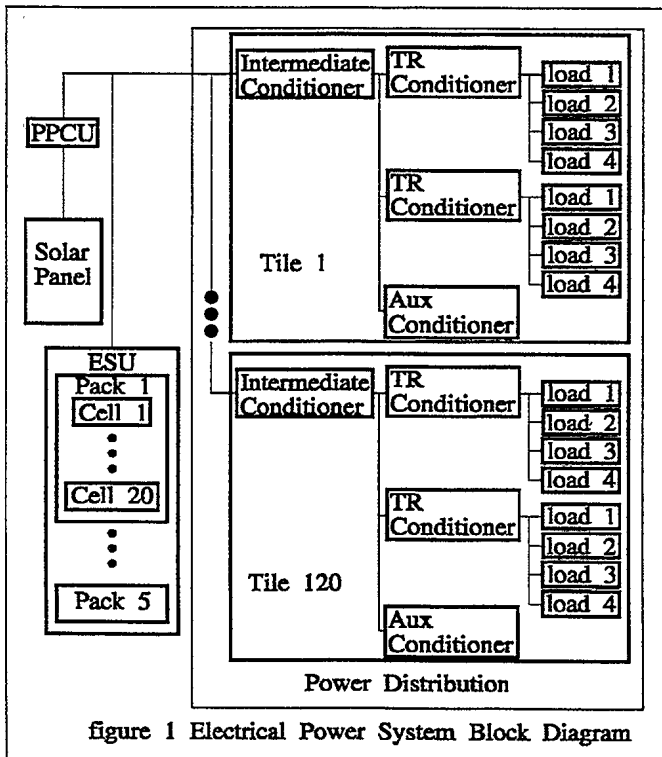 Intermediate
Conditioner
TR
Conditioner
load 1
load 2
load 3
load 4
PPCU
TR
Conditioner
load 1
load 2
load 3
load 4
Solar
Panel
Tile 1
Aux
Conditioner
ESU
Pack 1
Cell 1
Cell 20
Pack 5
Intermediate
Conditioner
TR
Conditioner
load 1
load 2
load 3
load 4
TR
Conditioner
load 1
load 2
load 3
load 4
Tile 120
Aux
Conditioner
Power Distribution
figure 1 Electrical Power System Block Diagram